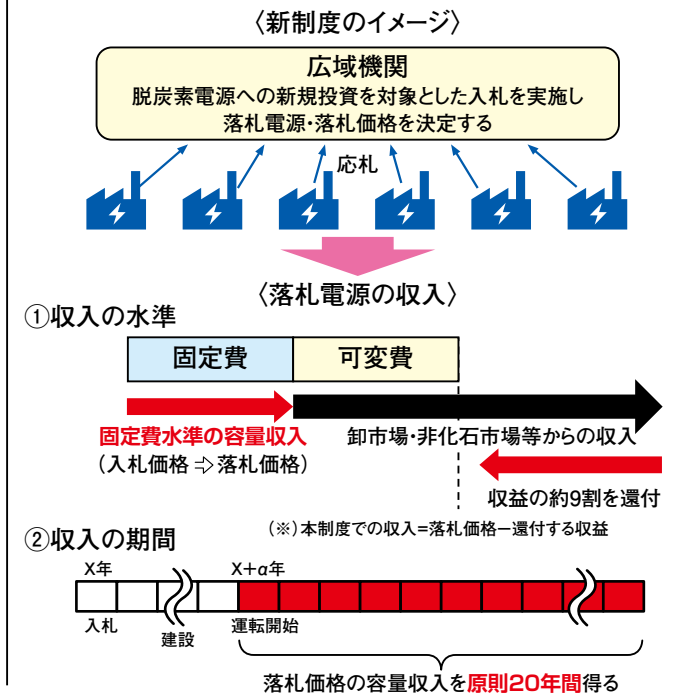 〈新制度のイメージ〉
広域機関
脱炭素電源への新規投資を対象とした入札を実施し
落札電源・落札価格を決定する
応札
〈落札電源の収入〉
①収入の水準
固定費 可変費
固定費水準の容量収入 卸市場・非化石市場等からの収入
(入札価格⇨落札価格)
収益の約9割を還付
(※)本制度での収入=落札価格−還付する収益
②収入の期間
X年 X+α年
入札 建設 運転開始
落札価格の容量収入を原則20年間得る